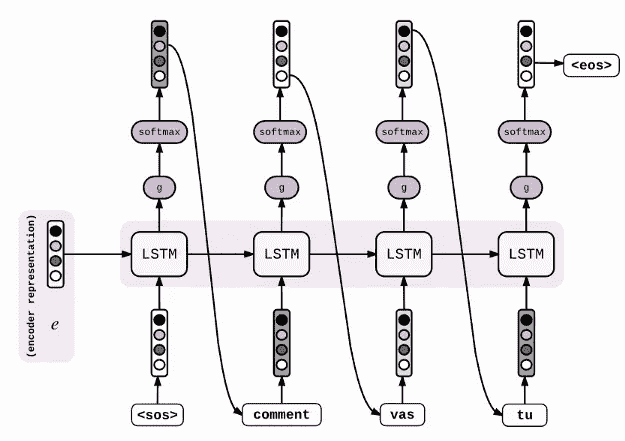 <eos>
softmax
softmax
softmax
softmax
g
g
g
g
(encoder representation)
e
LSTM
LSTM
LSTM
LSTM
<sos>
comment
vas
tu